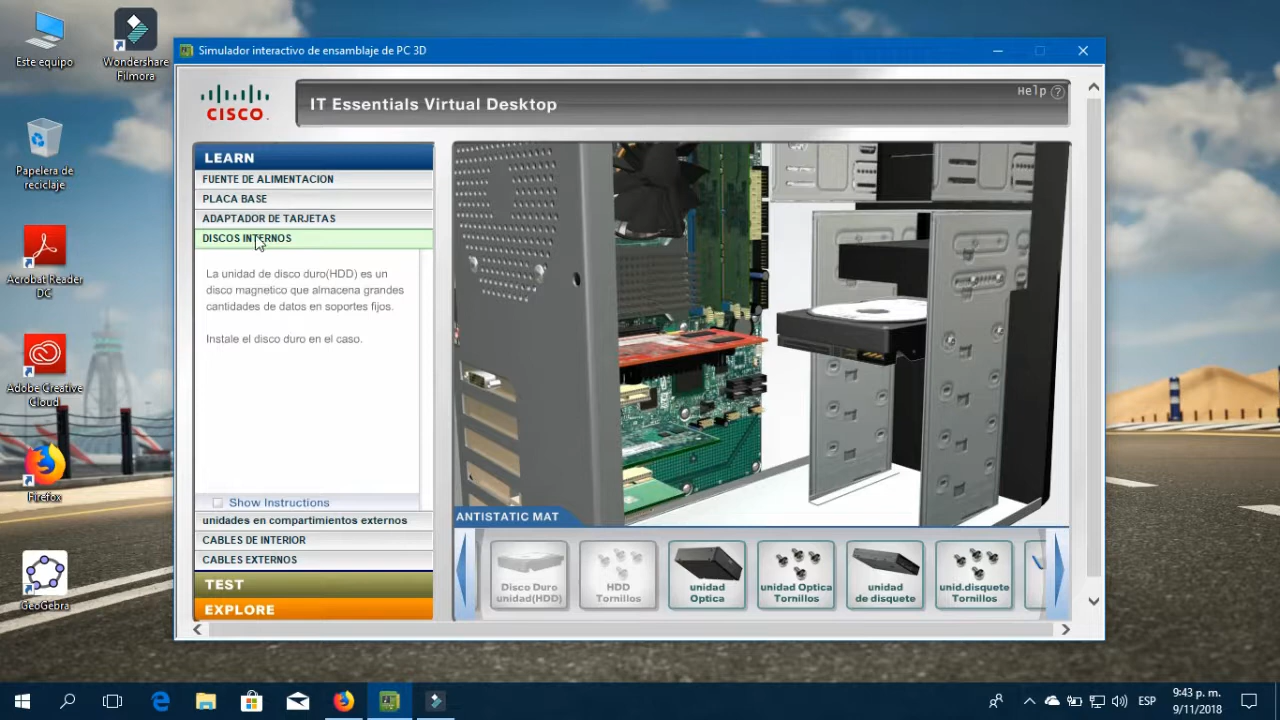 Este equipo
Wondershare
Filmora
Papelera de
reciclaje
Acrobat Reader
DC
Adobe Creative
Cloud
Firefox
GeoGebra
Simulador interactivo de ensamblaje de PC 3D
CISCO
IT Essentials Virtual Desktop
Help ?
LEARN
FUENTE DE ALIMENTACION
PLACA BASE
ADAPTADOR DE TARJETAS
DISCOS INTERNOS
La unidad de disco duro(HDD) es un
disco magnetico que almacena grandes
cantidades de datos en soportes fijos.
Instale el disco duro en el caso.
Show Instructions
unidades en compartimientos externos
CABLES DE INTERIOR
CABLES EXTERNOS
TEST
EXPLORE
ANTISTATIC MAT
Disco Duro
unidad(HDD)
HDD
Tornillos
unidad
Optica
unidad Optica
Tornillos
unidad
de disquete
unid.disquete
Tornillos
ESP
9:43 p. m.
9/11/2018